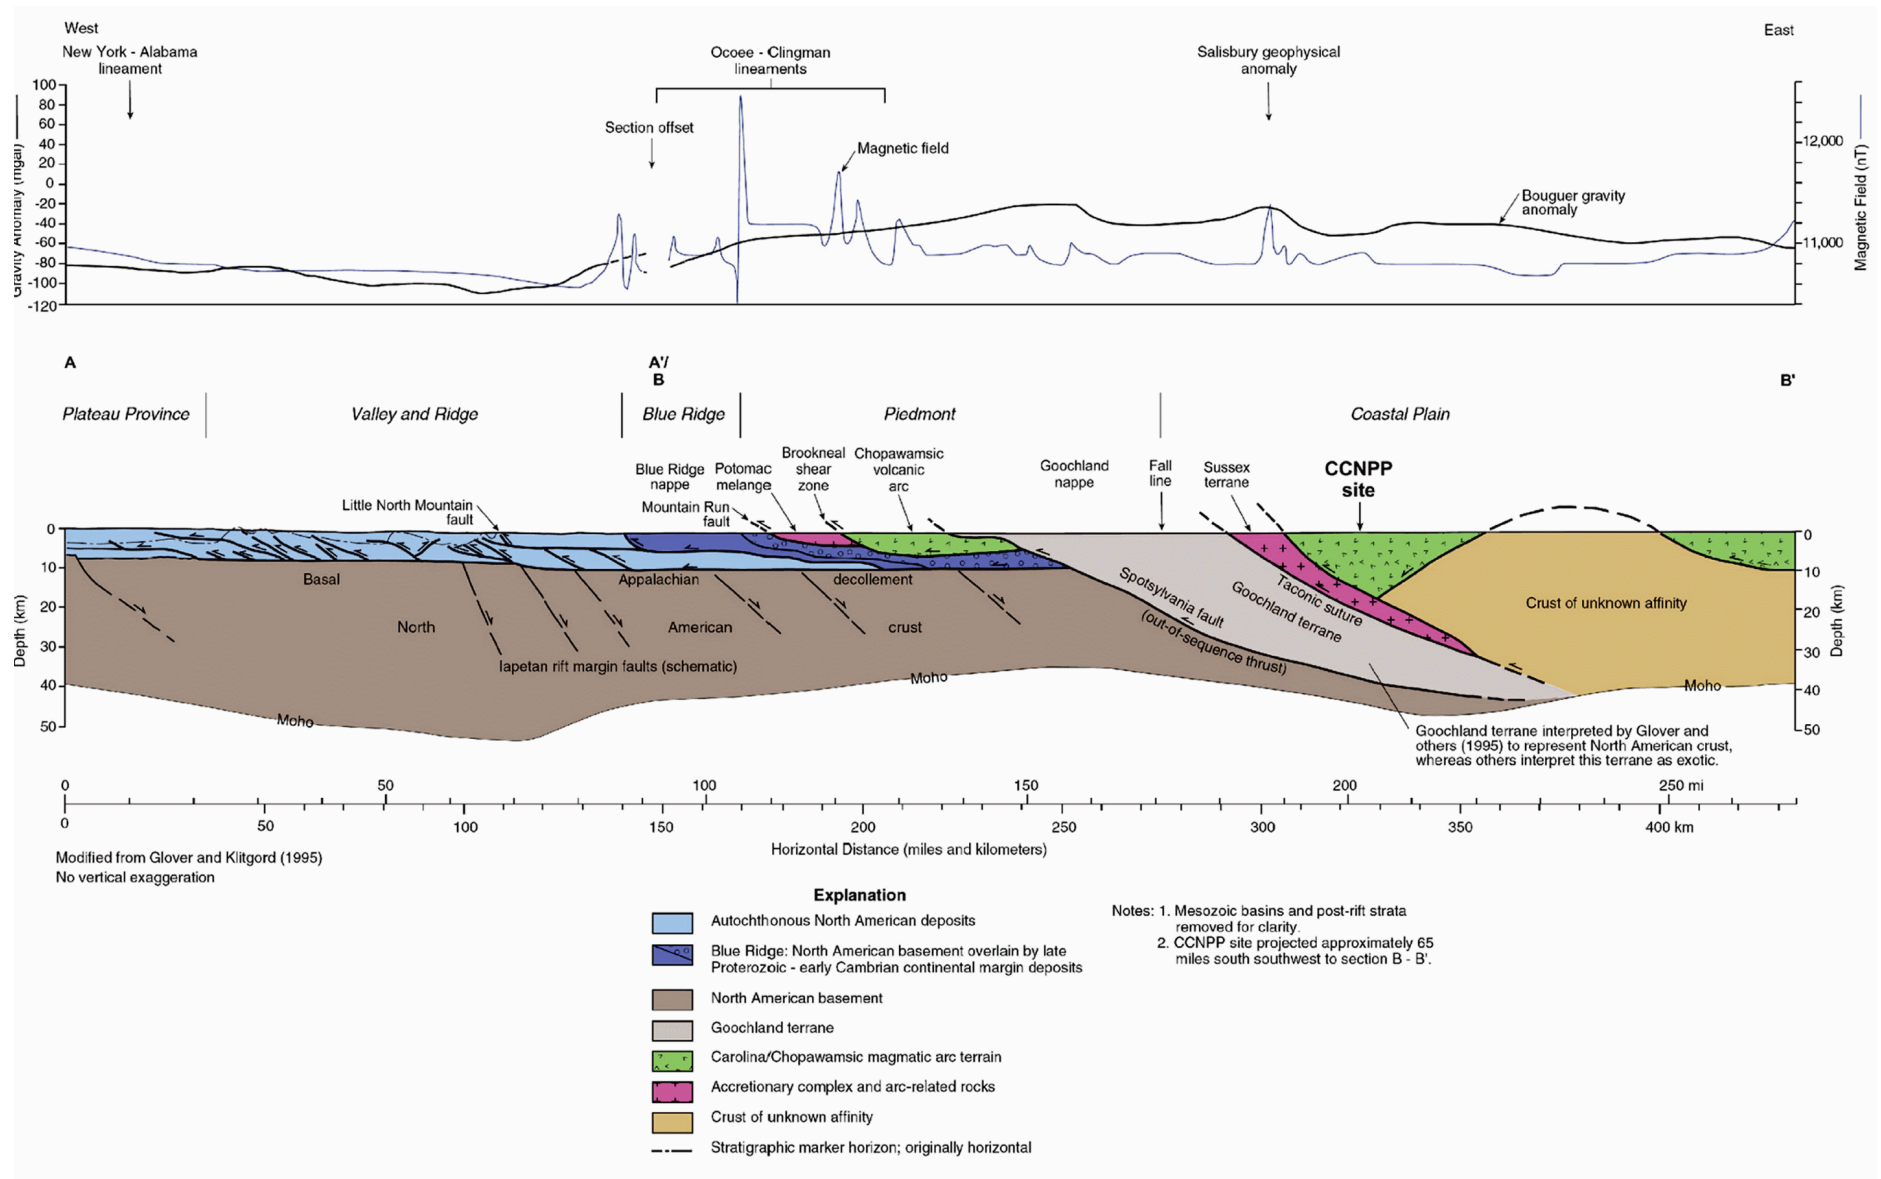 West
East
New York - Alabama
lineament
Ocoee - Clingman
lineaments
Salisbury geophysical
anomaly
Section offset
Magnetic field
Bouguer gravity
anomaly
Gravity Anomaly (mgal)
100
80
60
40
20
0
-20
-40
-60
-80
-100
-120
12,000
11,000
Magnetic Field (nT)
A
A'/
B
B'
Plateau Province
Valley and Ridge
Blue Ridge
Piedmont
Coastal Plain
Little North Mountain
fault
Blue Ridge
nappe
Potomac
melange
Mountain Run
fault
Brookneal
shear
zone
Chopawamsic
volcanic
arc
Goochland
nappe
Fall
line
Sussex
terrane
CCNPP
site
Depth (km)
0
10
20
30
40
50
Basal
Appalachian
decollement
North
American
crust
Iapetan rift margin faults (schematic)
Moho
Moho
Moho
Spotsylvania fault
(out-of-sequence thrust)
Goochland terrane
Taconic suture
Crust of unknown affinity
0
10
20
30
40
50
Depth (km)
Goochland terrane interpreted by Glover and
others (1995) to represent North American crust,
whereas others interpret this terrane as exotic.
0
50
100
150
200
250 mi
0
50
100
150
200
250
300
350
400 km
Horizontal Distance (miles and kilometers)
Modified from Glover and Klitgord (1995)
No vertical exaggeration
Explanation
Autochthonous North American deposits
Blue Ridge: North American basement overlain by late
Proterozoic - early Cambrian continental margin deposits
North American basement
Goochland terrane
Carolina/Chopawamsic magmatic arc terrain
Accretionary complex and arc-related rocks
Crust of unknown affinity
Stratigraphic marker horizon; originally horizontal
Notes: 1. Mesozoic basins and post-rift strata
removed for clarity.
2. CCNPP site projected approximately 65
miles south southwest to section B - B'.